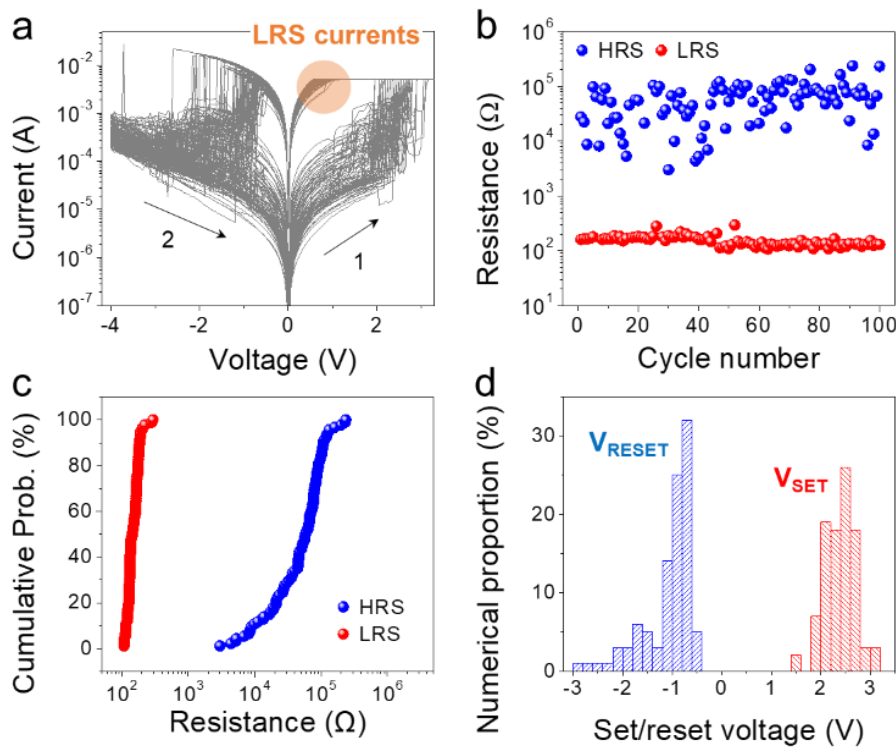 a
LRS currents
10⁻²
10⁻³
10⁻⁴
10⁻⁵
10⁻⁶
10⁻⁷
Current (A)
2
1
-4
-2
0
2
Voltage (V)
b
HRS
LRS
10⁶
10⁵
10⁴
10³
10²
10¹
Resistance (Ω)
0
20
40
60
80
100
Cycle number
c
100
80
60
40
20
0
Cumulative Prob. (%)
HRS
LRS
10²
10³
10⁴
10⁵
10⁶
Resistance (Ω)
d
30
20
10
0
Numerical proportion (%)
V_RESET
V_SET
-3
-2
-1
0
1
2
3
Set/reset voltage (V)